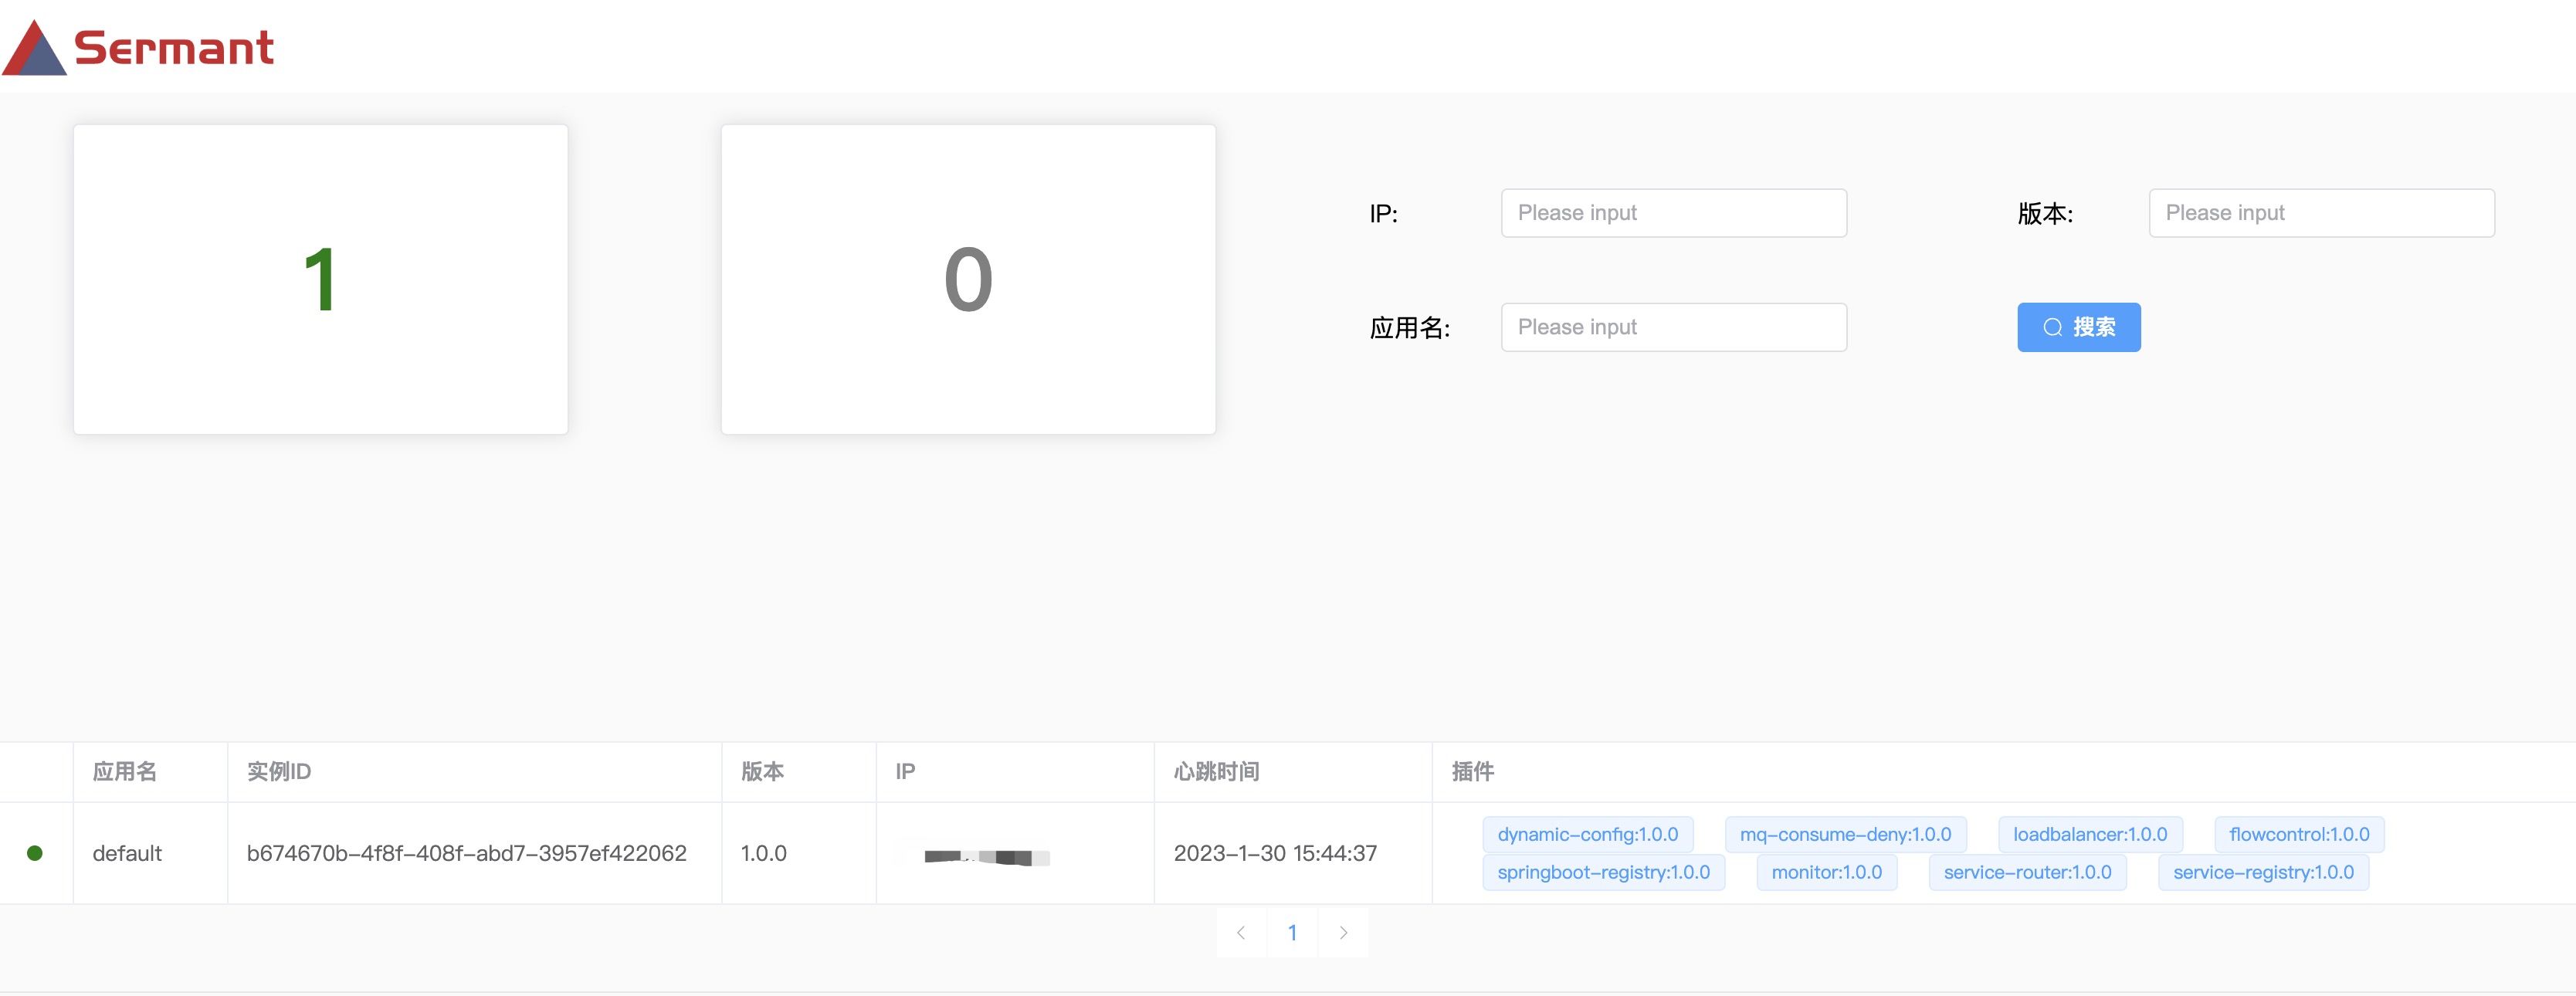 Sermant
1
0
IP:
Please input
版本:
Please input
应用名:
Please input
搜索
应用名 实例ID 版本 IP 心跳时间 插件
default b674670b-4f8f-408f-abd7-3957ef422062 1.0.0 2023-1-30 15:44:37
dynamic-config:1.0.0 mq-consume-deny:1.0.0 loadbalancer:1.0.0 flowcontrol:1.0.0
springboot-registry:1.0.0 monitor:1.0.0 service-router:1.0.0 service-registry:1.0.0
1